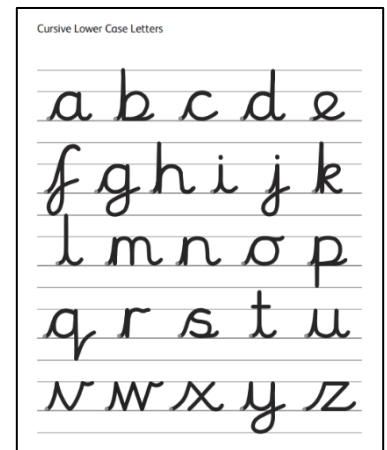 Cursive Lower Case Letters
a b c d e
f g h i j k
l m n o p
q r s t u
v w x y z